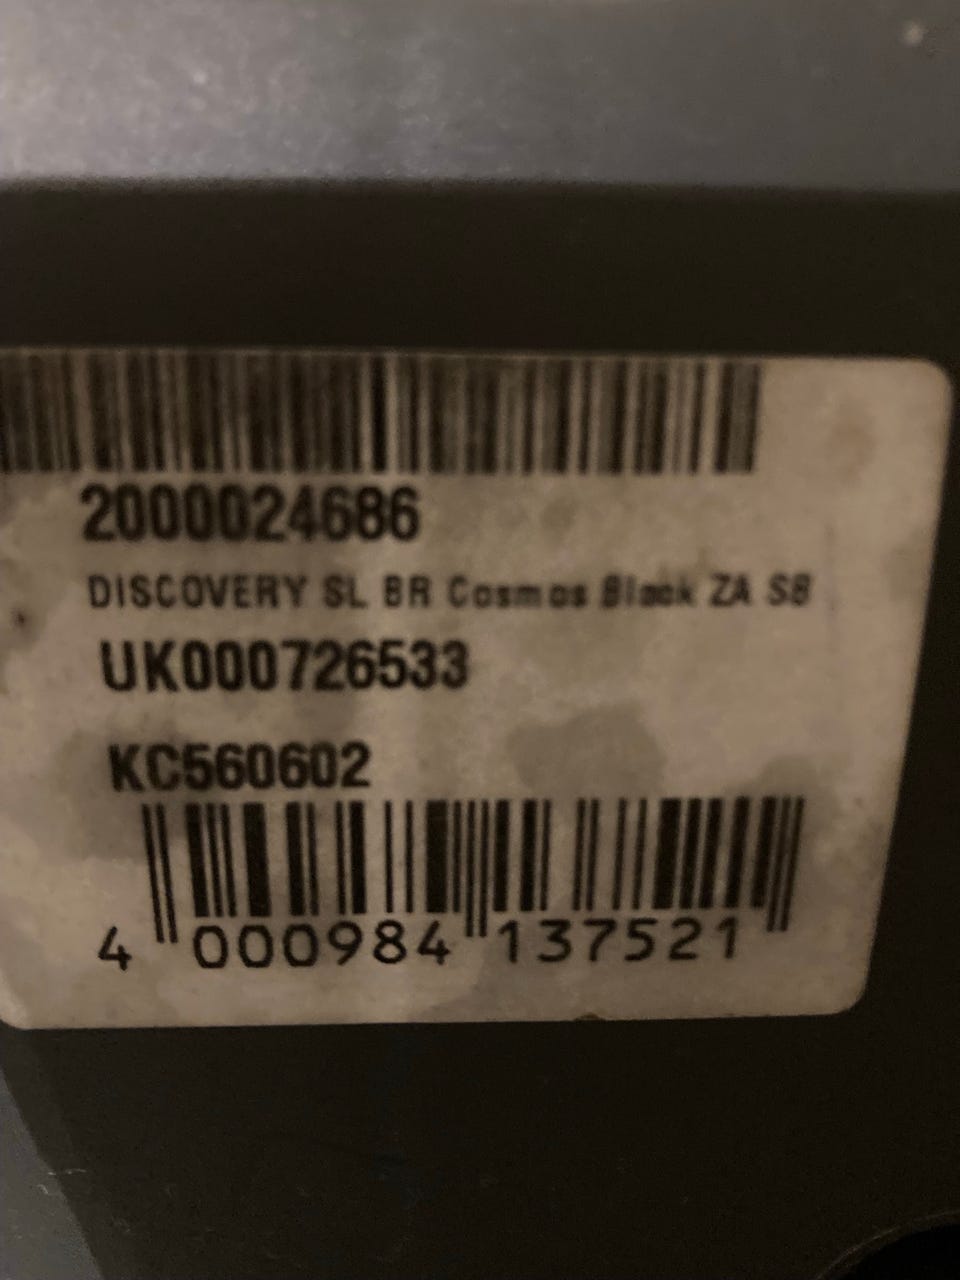 2000024686
DISCOVERY SL BR Cosmos Black ZA SB
UK000726533
KC560602
4 000984 137521